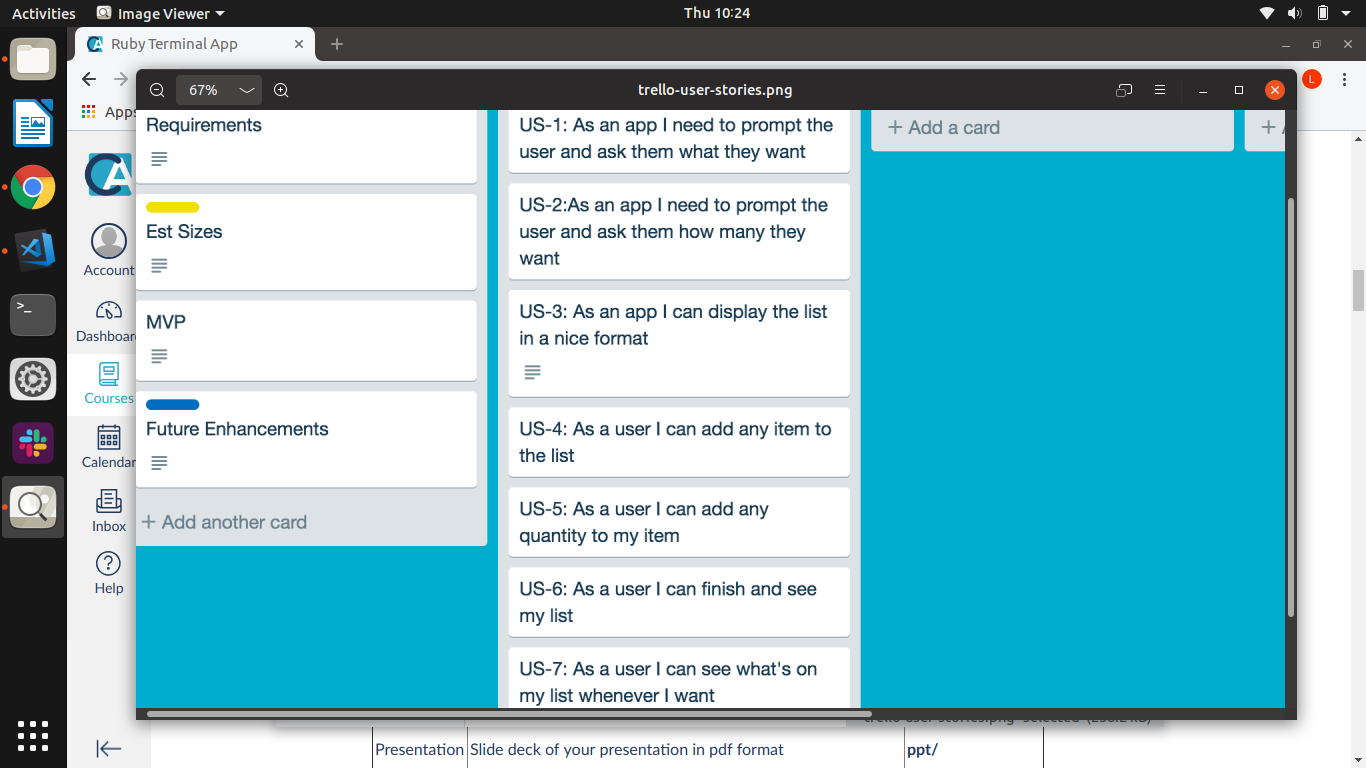 Activities
Image Viewer
Thu 10:24
Ruby Terminal App
Apps
L
67%
trello-user-stories.png
Account
Dashboar
Courses
Calendar
Inbox
Help
Requirements
Est Sizes
MVP
Future Enhancements
+ Add another card
US-1: As an app I need to prompt the
user and ask them what they want
US-2:As an app I need to prompt the
user and ask them how many they
want
US-3: As an app I can display the list
in a nice format
US-4: As a user I can add any item to
the list
US-5: As a user I can add any
quantity to my item
US-6: As a user I can finish and see
my list
US-7: As a user I can see what's on
my list whenever I want
+ Add a card
+
Presentation
Slide deck of your presentation in pdf format
ppt/